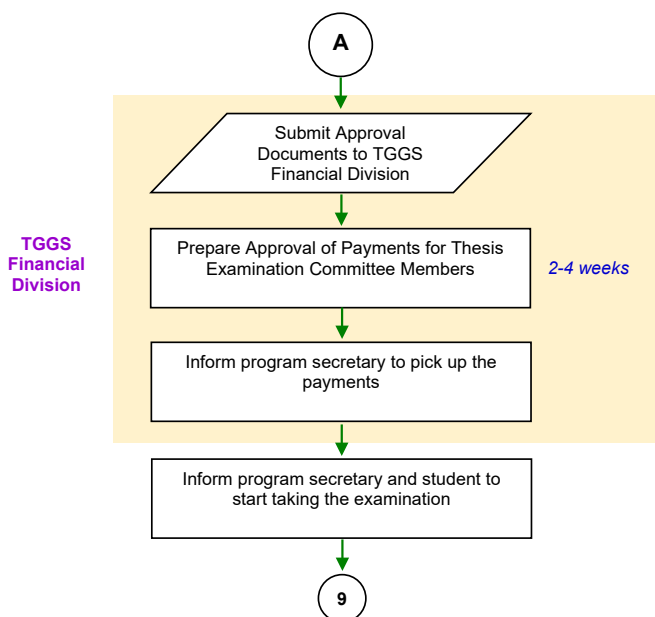 A
Submit Approval
Documents to TGGS
Financial Division
TGGS
Financial
Division
Prepare Approval of Payments for Thesis
Examination Committee Members
2-4 weeks
Inform program secretary to pick up the
payments
Inform program secretary and student to
start taking the examination
9